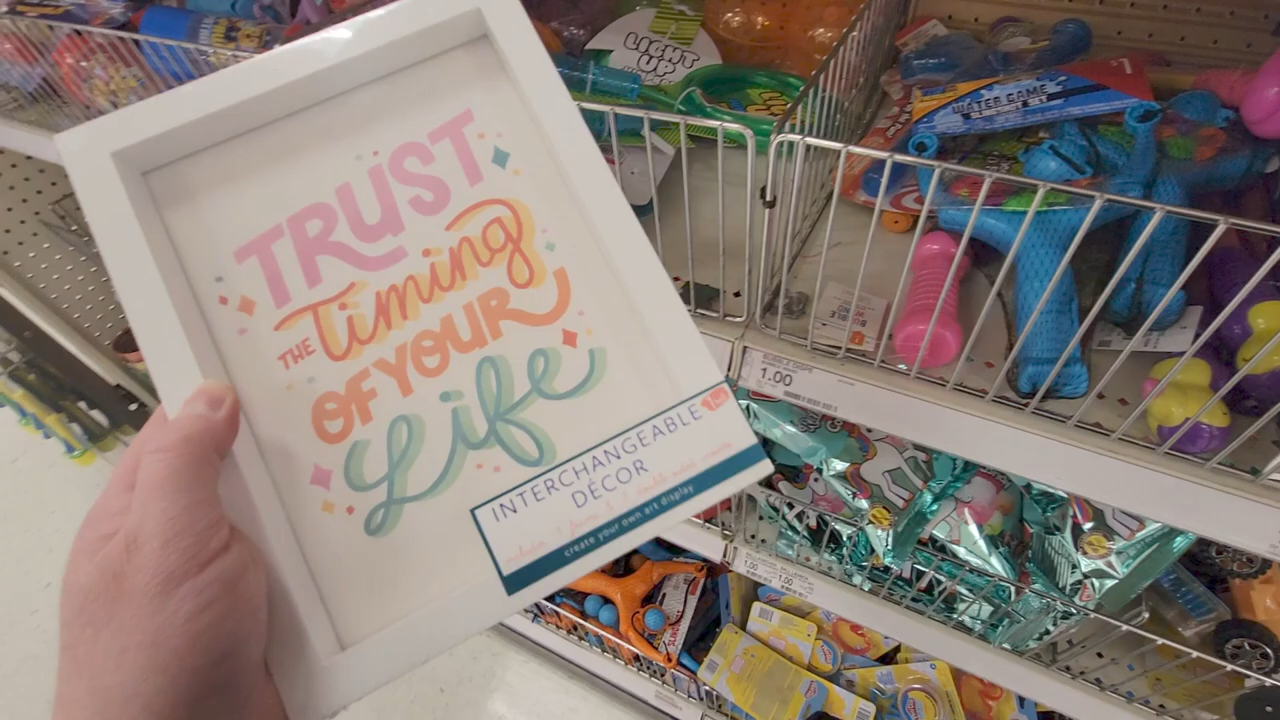 TRUST
THE Timing
OF YOUR
Life
INTERCHANGEABLE
DÉCOR
create your own art display
LIGHT
UP
WATER GAME
BUBBLE
1.00
1.00
1.00